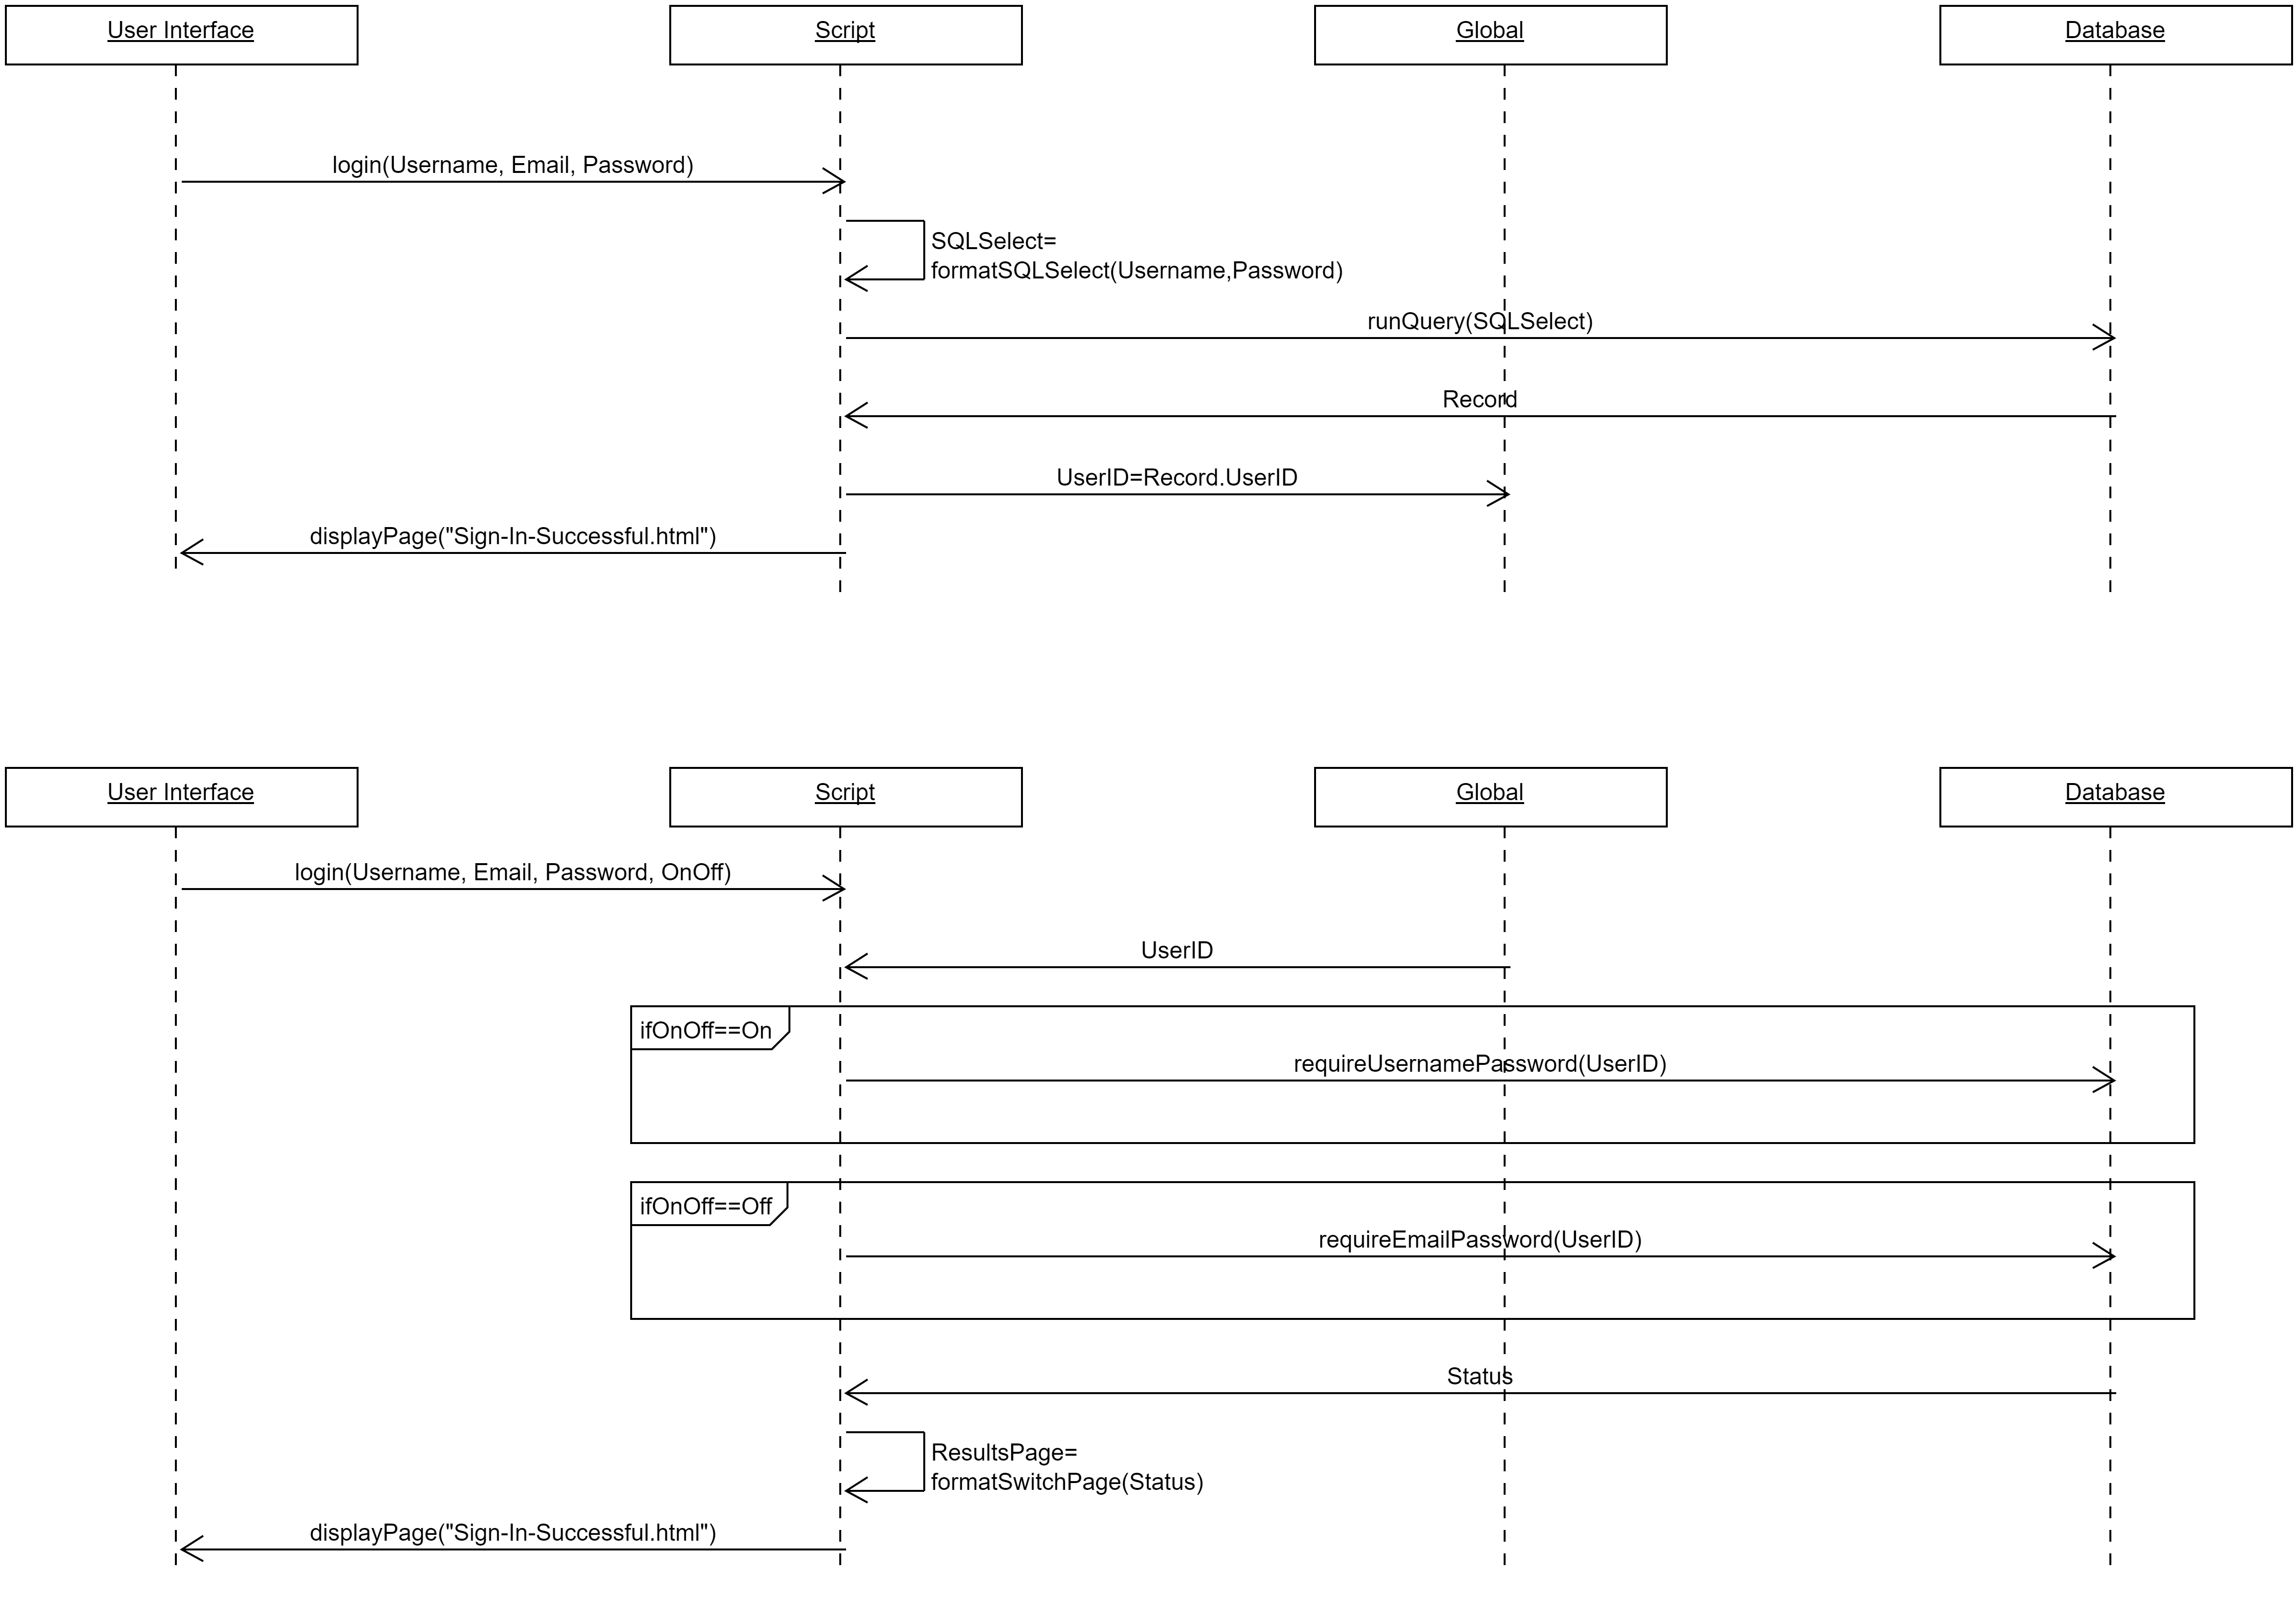 User Interface
Script
Global
Database
login(Username, Email, Password)
SQLSelect=
formatSQLSelect(Username,Password)
runQuery(SQLSelect)
Record
UserID=Record.UserID
displayPage("Sign-In-Successful.html")
User Interface
Script
Global
Database
login(Username, Email, Password, OnOff)
UserID
ifOnOff==On
requireUsernamePassword(UserID)
ifOnOff==Off
requireEmailPassword(UserID)
Status
ResultsPage=
formatSwitchPage(Status)
displayPage("Sign-In-Successful.html")